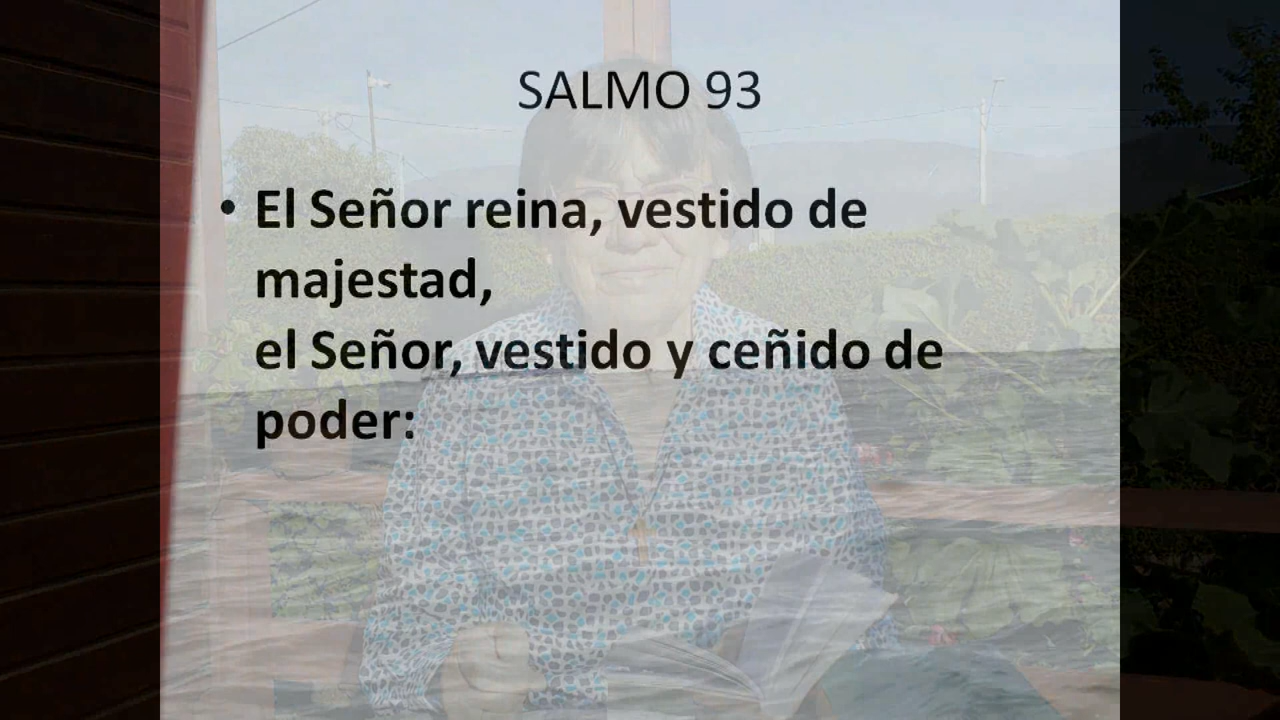 SALMO 93
• El Señor reina, vestido de
majestad,
el Señor, vestido y ceñido de
poder: